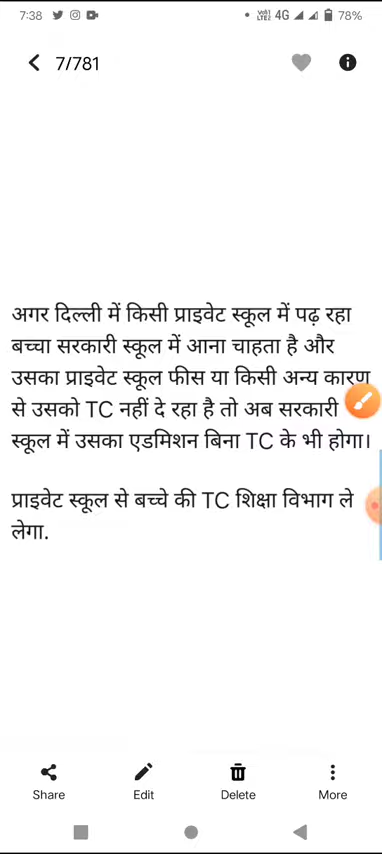 7:38
4G
78%
7/781
अगर दिल्ली में किसी प्राइवेट स्कूल में पढ़ रहा
बच्चा सरकारी स्कूल में आना चाहता है और
उसका प्राइवेट स्कूल फीस या किसी अन्य कारण
से उसको TC नहीं दे रहा है तो अब सरकारी
स्कूल में उसका एडमिशन बिना TC के भी होगा।
प्राइवेट स्कूल से बच्चे की TC शिक्षा विभाग ले
लेगा.
Share Edit Delete More